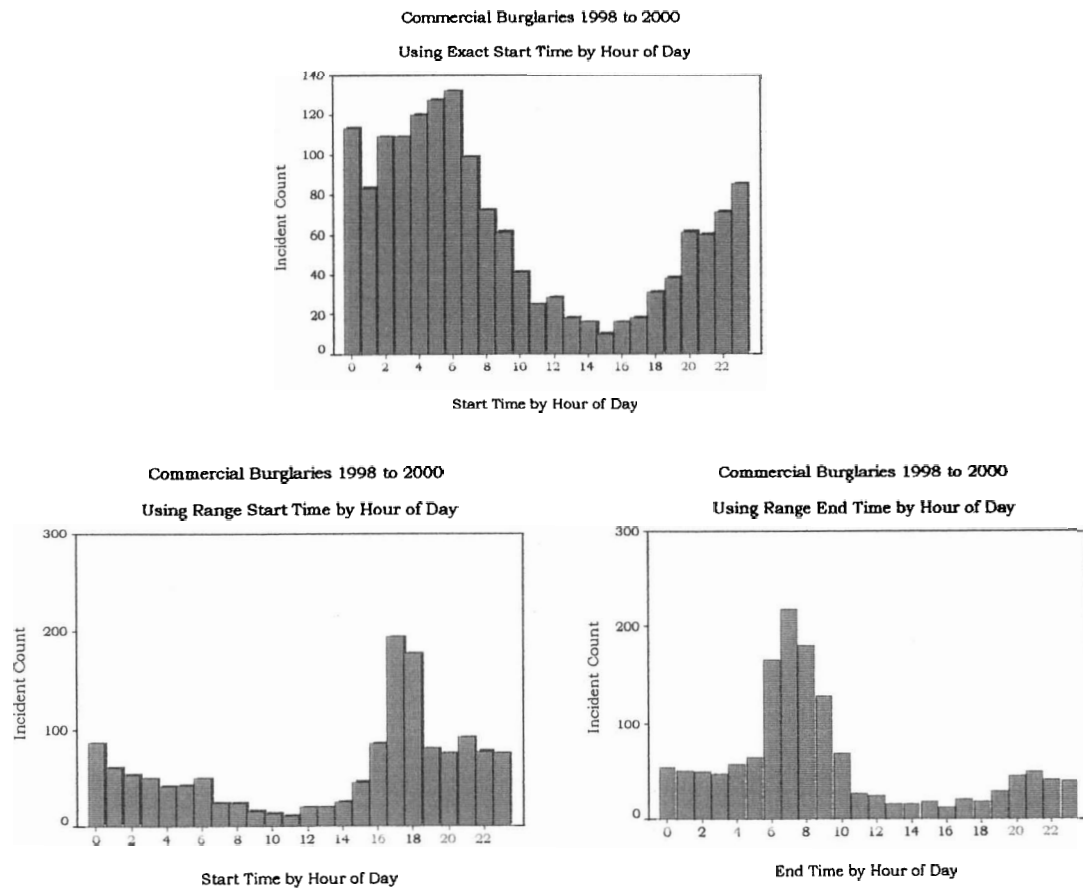 Commercial Burglaries 1998 to 2000
Using Exact Start Time by Hour of Day
140
120
100
80
60
40
20
0
Incident Count
0 2 4 6 8 10 12 14 16 18 20 22
Start Time by Hour of Day
Commercial Burglaries 1998 to 2000
Using Range Start Time by Hour of Day
300
200
100
0
Incident Count
0 2 4 6 8 10 12 14 16 18 20 22
Start Time by Hour of Day
Commercial Burglaries 1998 to 2000
Using Range End Time by Hour of Day
300
200
100
0
Incident Count
0 2 4 6 8 10 12 14 16 18 20 22
End Time by Hour of Day